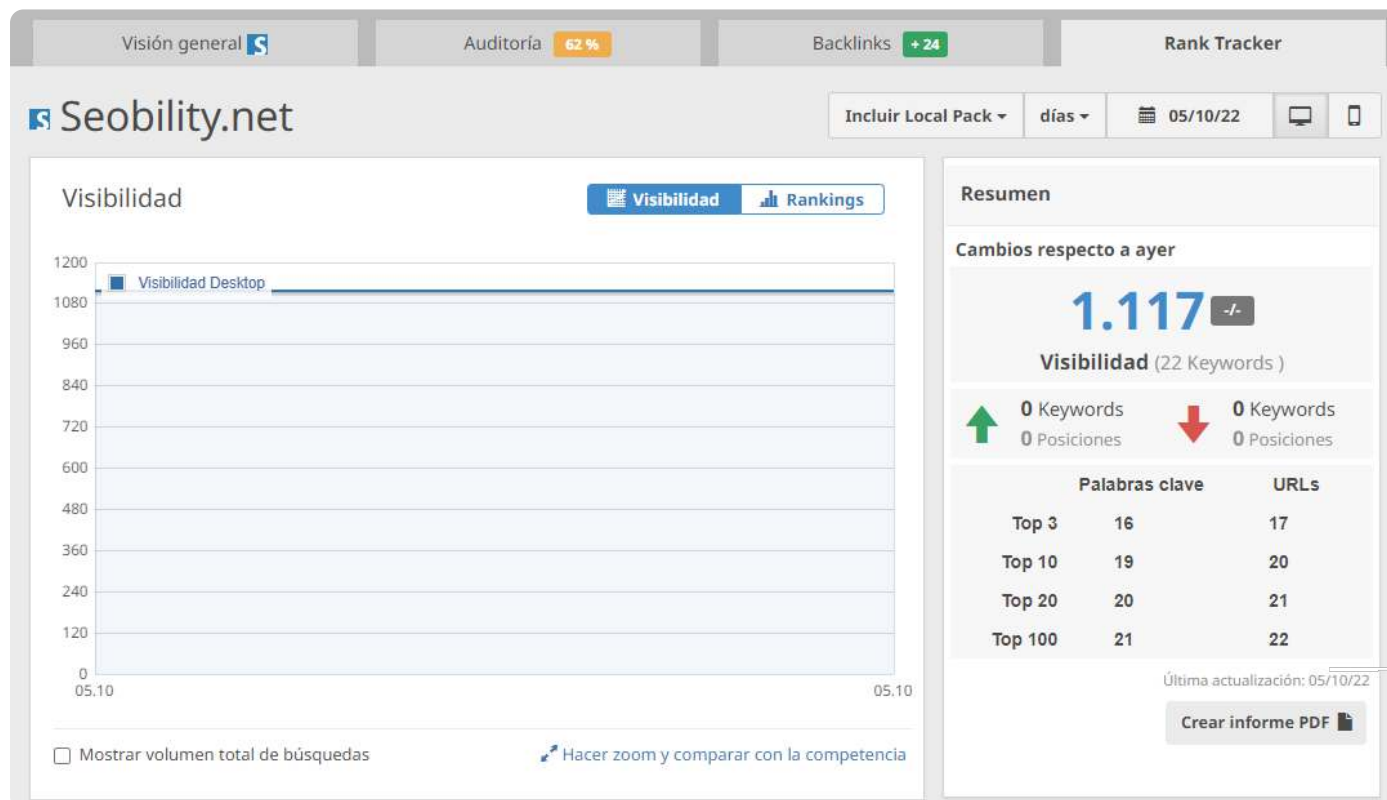 Visión general
Auditoría 62 %
Backlinks + 24
Rank Tracker
Seobility.net
Incluir Local Pack
días
05/10/22
Visibilidad
Visibilidad
Rankings
1200
Visibilidad Desktop
1080
960
840
720
600
480
360
240
120
0
05.10 05.10
Mostrar volumen total de búsquedas
Hacer zoom y comparar con la competencia
Resumen
Cambios respecto a ayer
1.117 -/-
Visibilidad (22 Keywords )
0 Keywords 0 Keywords
0 Posiciones 0 Posiciones
Palabras clave URLs
Top 3 16 17
Top 10 19 20
Top 20 20 21
Top 100 21 22
Última actualización: 05/10/22
Crear informe PDF